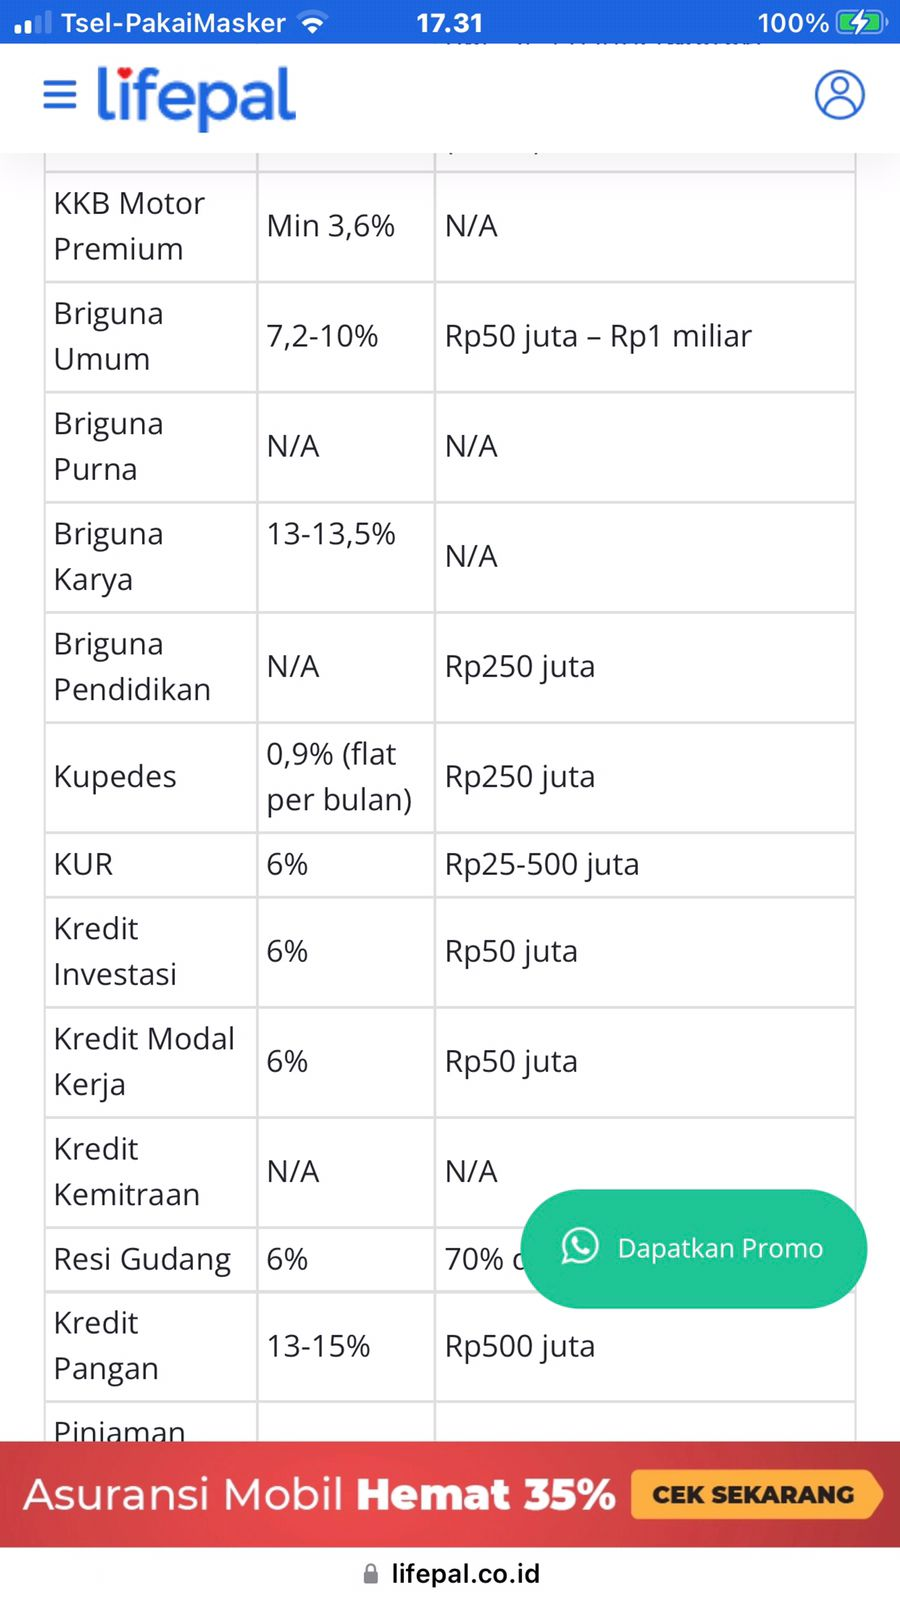 Tsel-PakaiMasker 17.31 100%
lifepal
KKB Motor
Premium
Min 3,6%
N/A
Briguna
Umum
7,2-10%
Rp50 juta – Rp1 miliar
Briguna
Purna
N/A
N/A
Briguna
Karya
13-13,5%
N/A
Briguna
Pendidikan
N/A
Rp250 juta
Kupedes
0,9% (flat
per bulan)
Rp250 juta
KUR
6%
Rp25-500 juta
Kredit
Investasi
6%
Rp50 juta
Kredit Modal
Kerja
6%
Rp50 juta
Kredit
Kemitraan
N/A
N/A
Resi Gudang
6%
70%
Dapatkan Promo
Kredit
Pangan
13-15%
Rp500 juta
Pinjaman
Asuransi Mobil Hemat 35%
CEK SEKARANG
lifepal.co.id